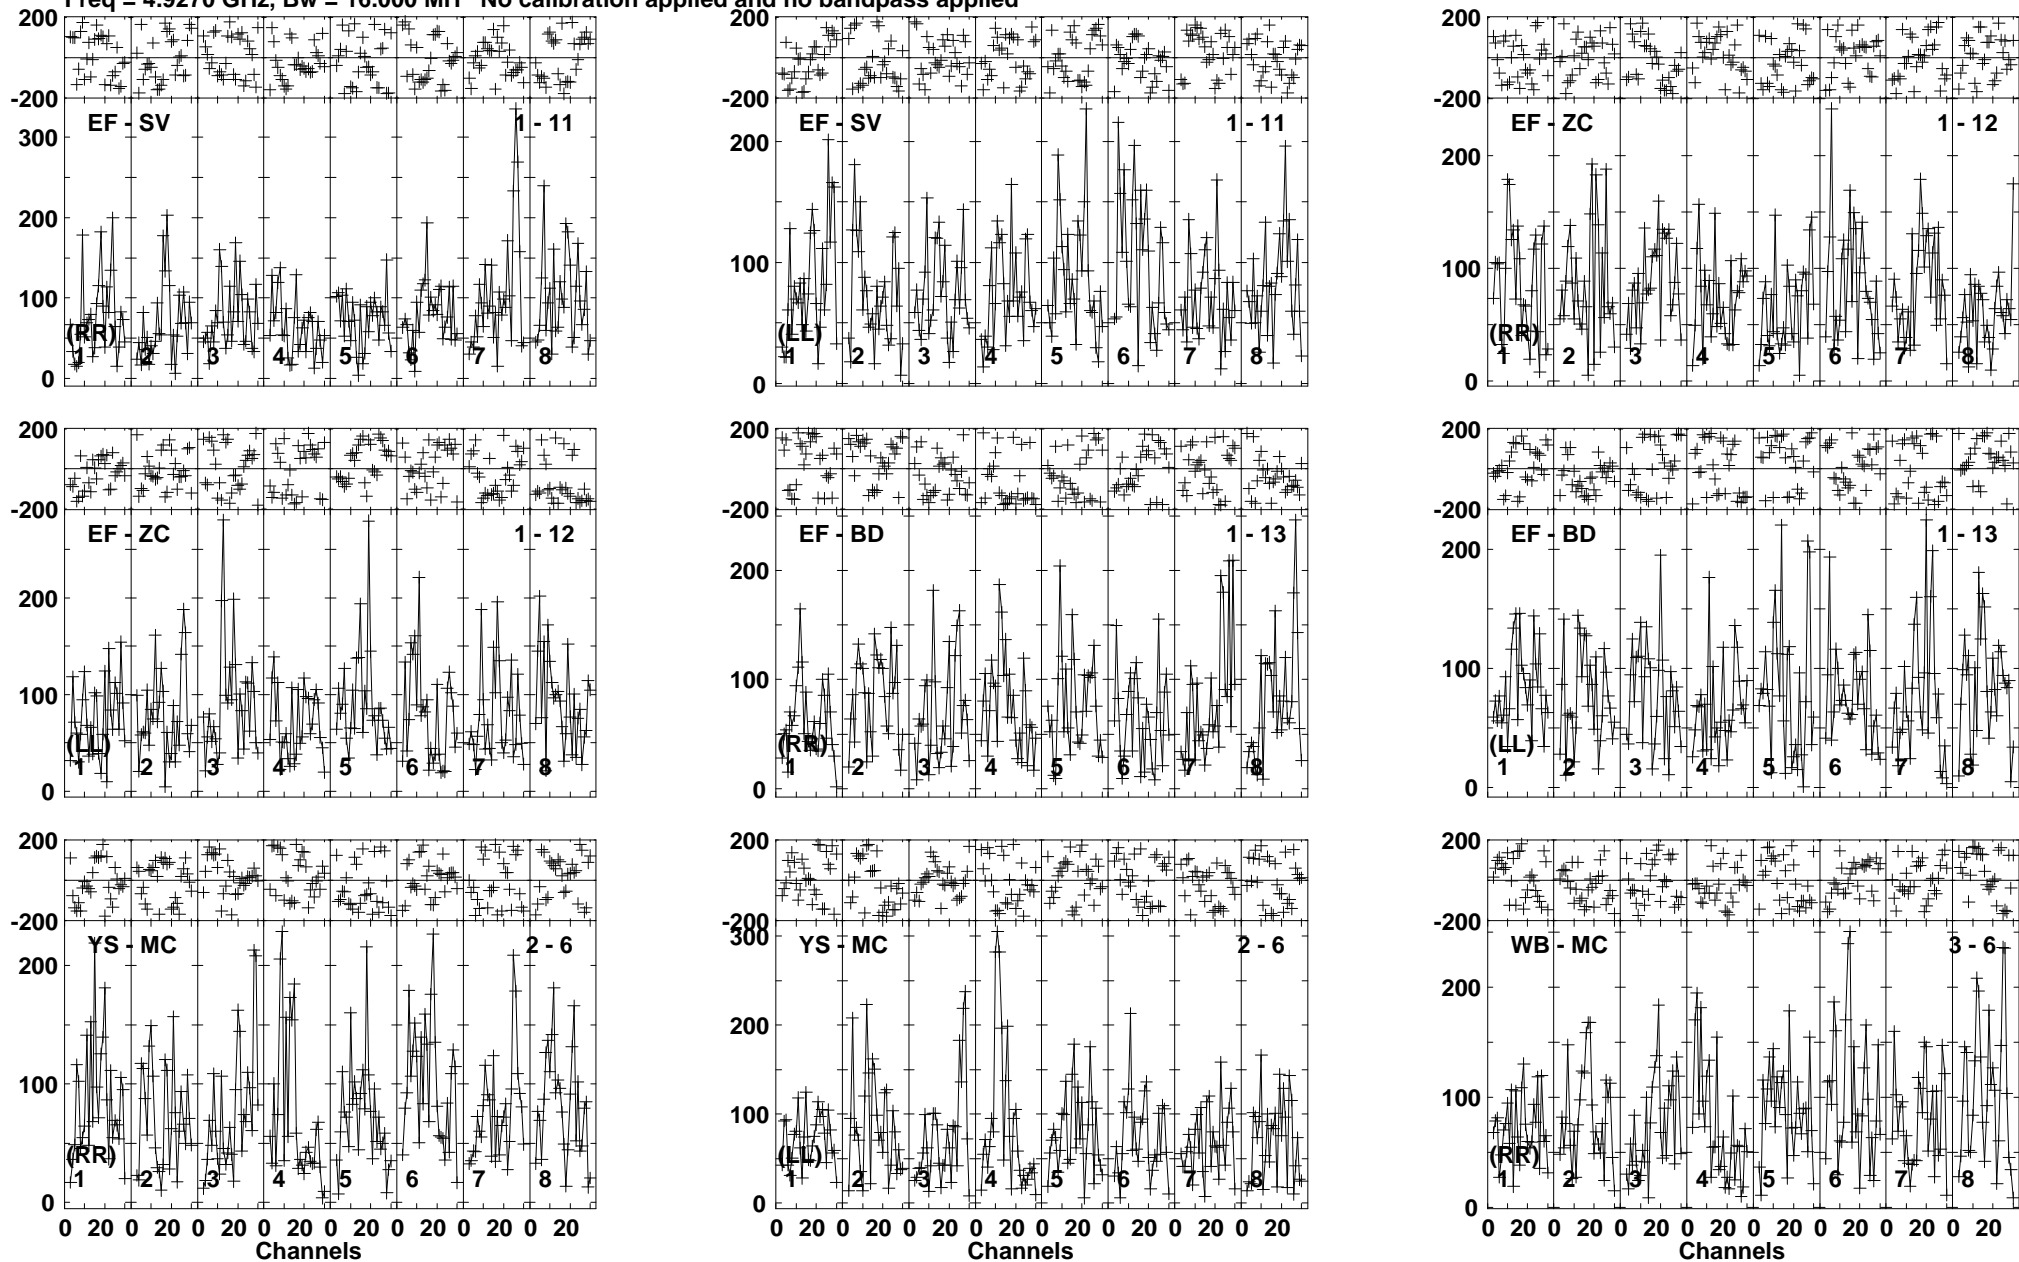 Freq = 4.9270 GHz, Bw = 16.000 MH No calibration applied and no bandpass applied
200 200 200
-200 -200 -200
EF - SV 1 - 11 EF - SV 1 - 11 EF - ZC 1 - 12
300 200 200
200 100 100
100 0 0
0
(RR) (LL) (RR)
1 2 3 4 5 6 7 8 1 2 3 4 5 6 7 8 1 2 3 4 5 6 7 8
200 200 200
-200 -200 -200
EF - ZC 1 - 12 EF - BD 1 - 13 EF - BD 1 - 13
200 200 200
100 100 100
0 0 0
(LL) (RR) (LL)
1 2 3 4 5 6 7 8 1 2 3 4 5 6 7 8 1 2 3 4 5 6 7 8
200 200 200
-200 -200 -200
YS - MC 2 - 6 YS - MC 2 - 6 WB - MC 3 - 6
200 300 200
100 200 100
0 100 0
0
(RR) (LL) (RR)
1 2 3 4 5 6 7 8 1 2 3 4 5 6 7 8 1 2 3 4 5 6 7 8
0 20 0 20 0 20 0 20 0 20 0 20 0 20 0 20 0 20 0 20 0 20 0 20 0 20 0 20 0 20 0 20 0 20 0 20 0 20 0 20 0 20 0 20 0 20 0 20
Channels Channels Channels